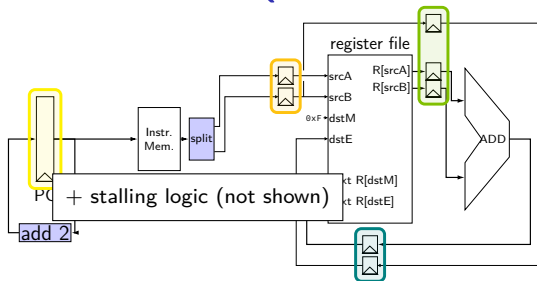 register file
srcA
srcB
R[srcA]
R[srcB]
0xF
dstM
dstE
Instr.
Mem.
split
ADD
R[dstM]
R[dstE]
+ stalling logic (not shown)
add 2